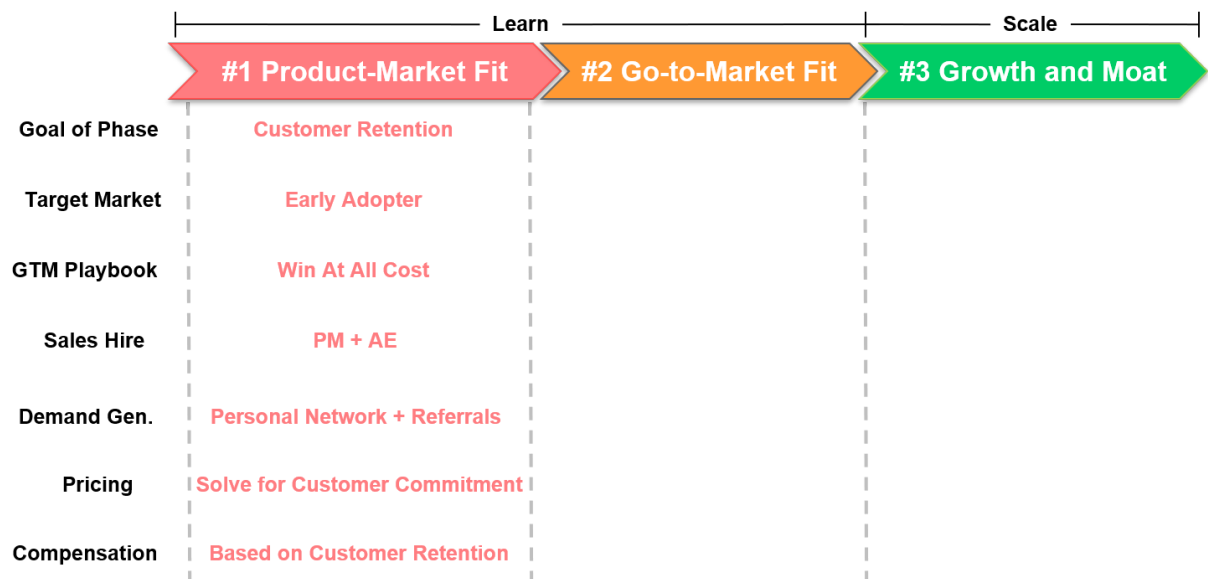 Learn
Scale
#1 Product-Market Fit
#2 Go-to-Market Fit
#3 Growth and Moat
Goal of Phase
Customer Retention
Target Market
Early Adopter
GTM Playbook
Win At All Cost
Sales Hire
PM + AE
Demand Gen.
Personal Network + Referrals
Pricing
Solve for Customer Commitment
Compensation
Based on Customer Retention